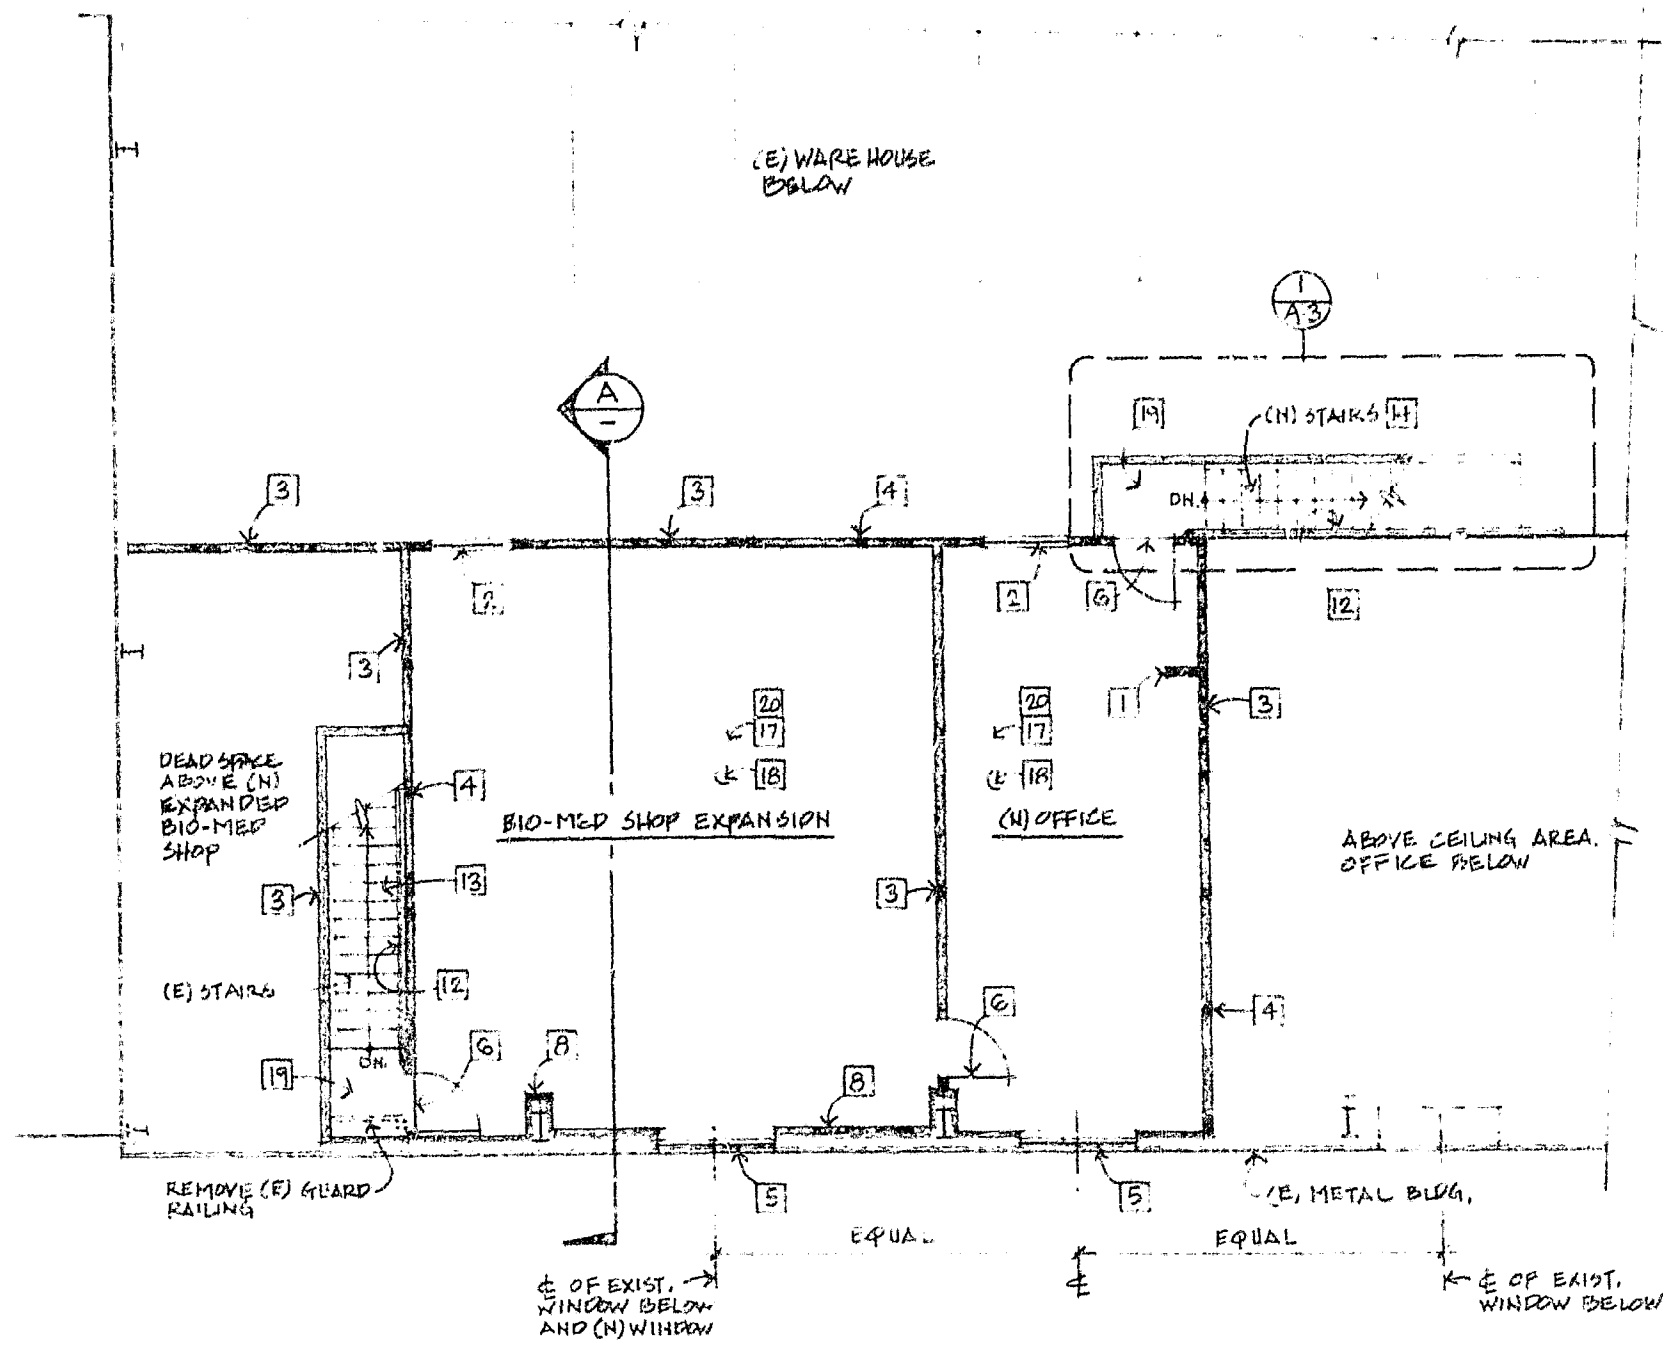 (E) WAREHOUSE
BELOW
1
A.3
A
-
19
(N) STAIRS 14
3
3
4
DN.
2
2
6
12
3
1
3
20
17
18
20
17
18
DEAD SPACE
ABOVE (N)
EXPANDED
BIO-MED
SHOP
4
BIO-MED SHOP EXPANSION
(N) OFFICE
ABOVE CEILING AREA.
OFFICE BELOW
13
3
3
(E) STAIRS
12
6
4
DN.
6
8
19
8
REMOVE (E) GUARD
RAILING
5
5
(E) METAL BLDG.
EQUAL
EQUAL
℄ OF EXIST.
WINDOW BELOW
AND (N) WINDOW
℄
℄ OF EXIST.
WINDOW BELOW